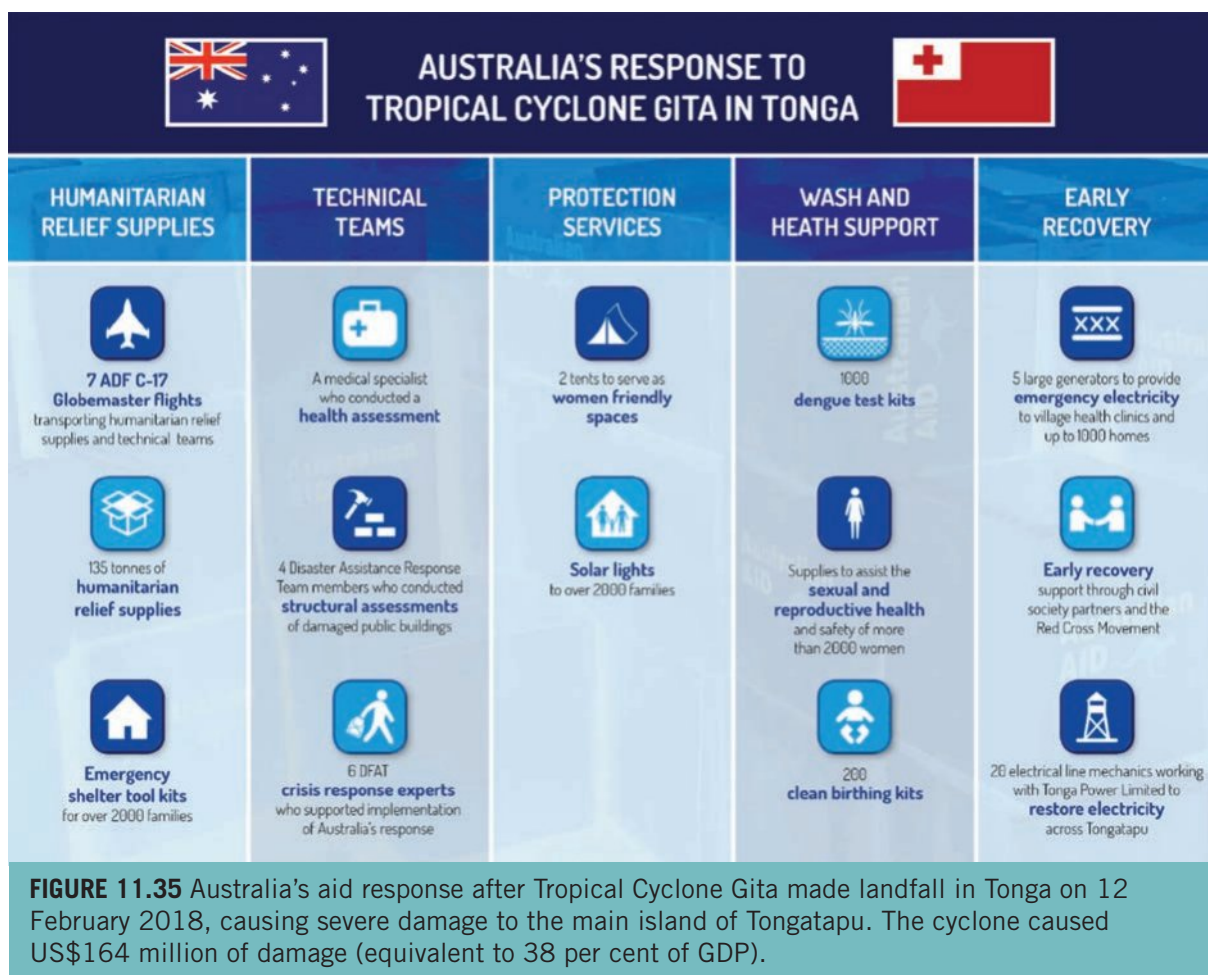 AUSTRALIA'S RESPONSE TO
TROPICAL CYCLONE GITA IN TONGA
HUMANITARIAN
RELIEF SUPPLIES
7 ADF C-17
Globemaster flights
transporting humanitarian relief
supplies and technical teams
135 tonnes of
humanitarian
relief supplies
Emergency
shelter tool kits
for over 2000 families
TECHNICAL
TEAMS
A medical specialist
who conducted a
health assessment
4 Disaster Assistance Response
Team members who conducted
structural assessments
of damaged public buildings
6 DFAT
crisis response experts
who supported implementation
of Australia's response
PROTECTION
SERVICES
2 tents to serve as
women friendly
spaces
Solar lights
to over 2000 families
WASH AND
HEATH SUPPORT
1000
dengue test kits
Supplies to assist the
sexual and
reproductive health
and safety of more
than 2000 women
200
clean birthing kits
EARLY
RECOVERY
XXX
5 large generators to provide
emergency electricity
to village health clinics and
up to 1000 homes
Early recovery
support through civil
society partners and the
Red Cross Movement
20 electrical line mechanics working
with Tonga Power Limited to
restore electricity
across Tongatapu
Australian
AID
FIGURE 11.35 Australia's aid response after Tropical Cyclone Gita made landfall in Tonga on 12
February 2018, causing severe damage to the main island of Tongatapu. The cyclone caused
US$164 million of damage (equivalent to 38 per cent of GDP).